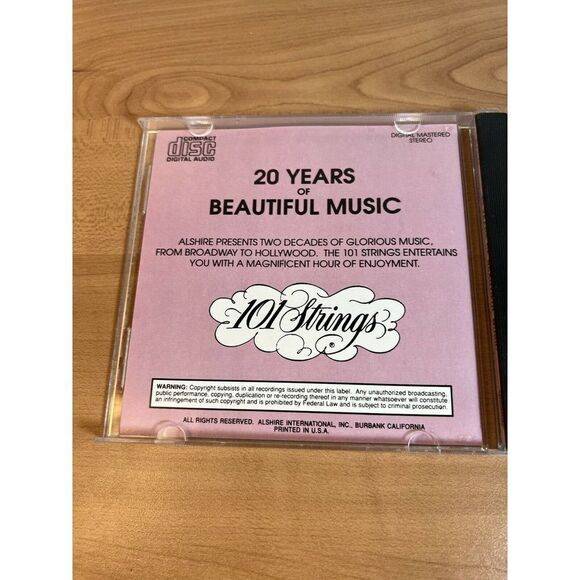 COMPACT
disc
DIGITAL AUDIO
DIGITAL MASTERED
STEREO
20 YEARS
OF
BEAUTIFUL MUSIC
ALSHIRE PRESENTS TWO DECADES OF GLORIOUS MUSIC,
FROM BROADWAY TO HOLLYWOOD. THE 101 STRINGS ENTERTAINS
YOU WITH A MAGNIFICENT HOUR OF ENJOYMENT.
101 Strings
®
WARNING: Copyright subsists in all recordings issued under this label. Any unauthorized broadcasting,
public performance, copying, duplication or re-recording thereof in any manner whatsoever will constitute
an infringement of such copyright and is prohibited by Federal Law and is subject to criminal prosecution.
ALL RIGHTS RESERVED. ALSHIRE INTERNATIONAL, INC., BURBANK CALIFORNIA
PRINTED IN U.S.A.